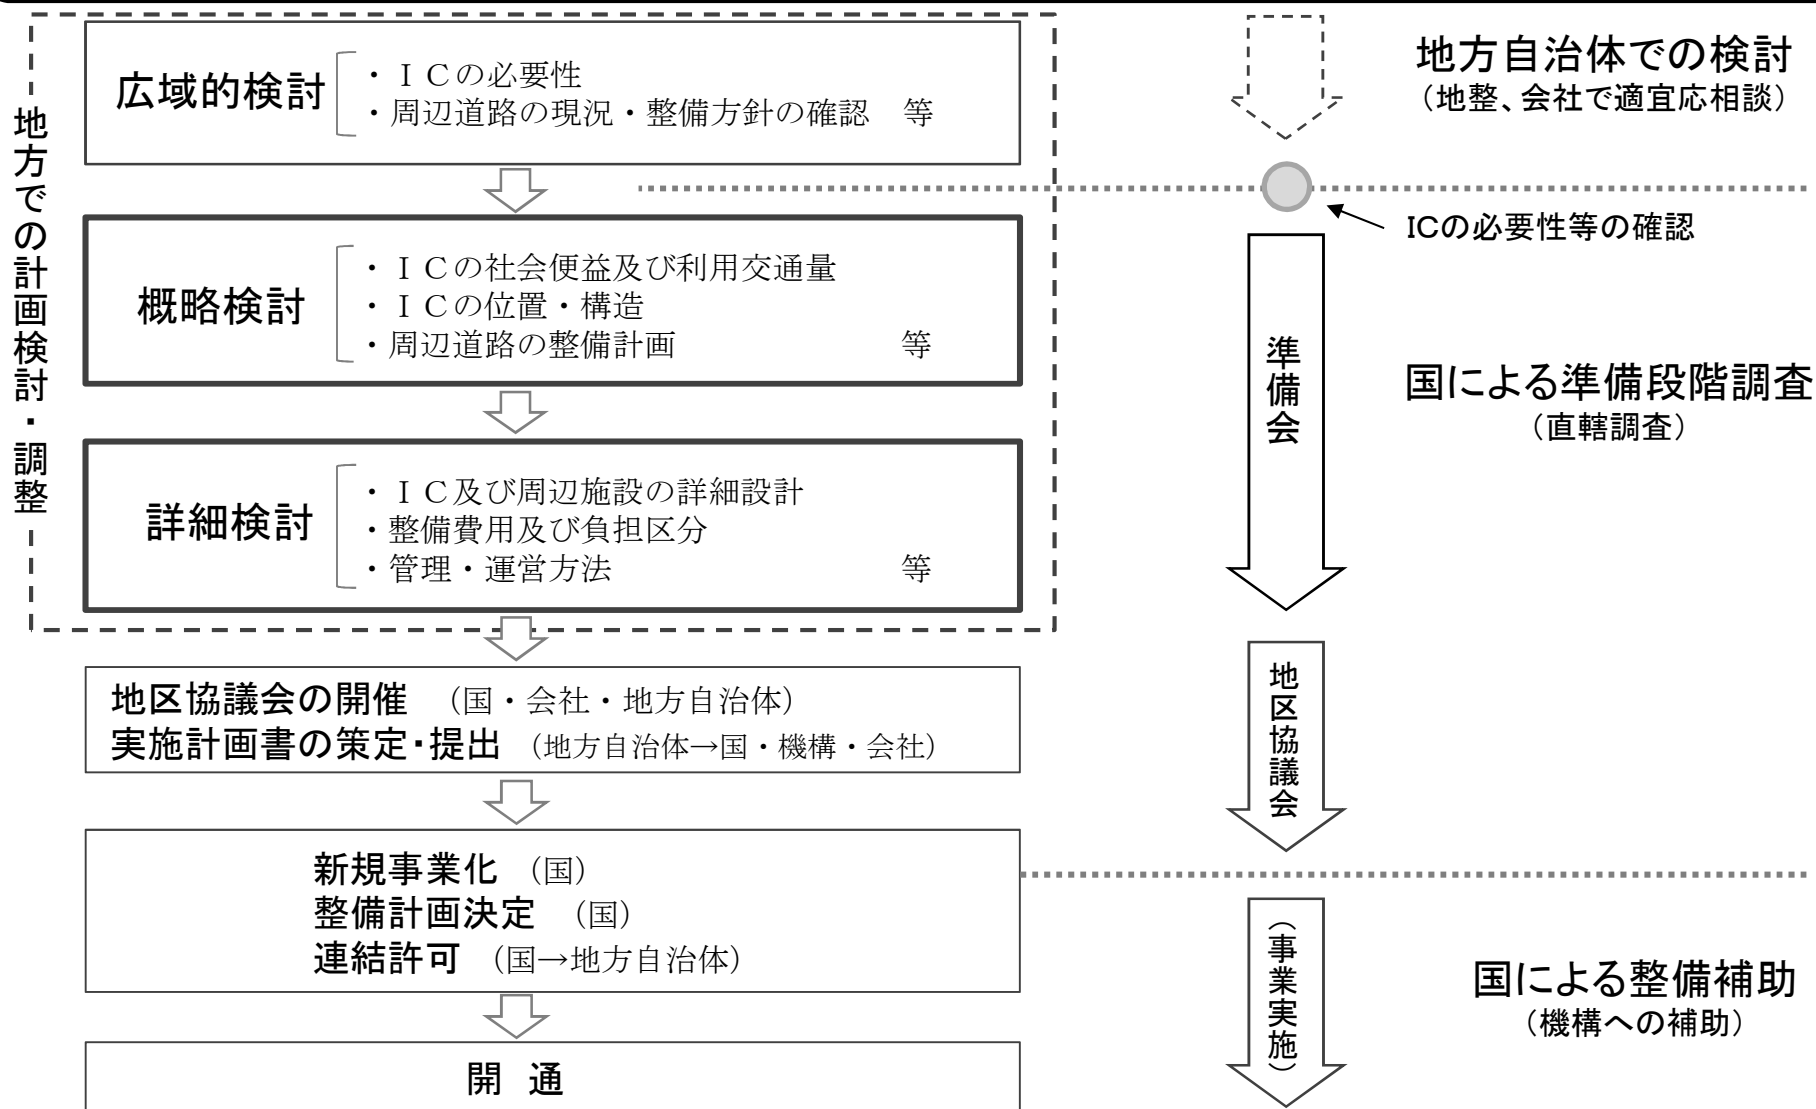 地方での計画検討・調整
広域的検討
・ＩＣの必要性
・周辺道路の現況・整備方針の確認　等
概略検討
・ＩＣの社会便益及び利用交通量
・ＩＣの位置・構造
・周辺道路の整備計画　等
詳細検討
・ＩＣ及び周辺施設の詳細設計
・整備費用及び負担区分
・管理・運営方法　等
地区協議会の開催　（国・会社・地方自治体）
実施計画書の策定・提出　（地方自治体→国・機構・会社）
新規事業化　（国）
整備計画決定　（国）
連結許可　（国→地方自治体）
開　通
地方自治体での検討
（地整、会社で適宜応相談）
ICの必要性等の確認
準備会
国による準備段階調査
（直轄調査）
地区協議会
（事業実施）
国による整備補助
（機構への補助）